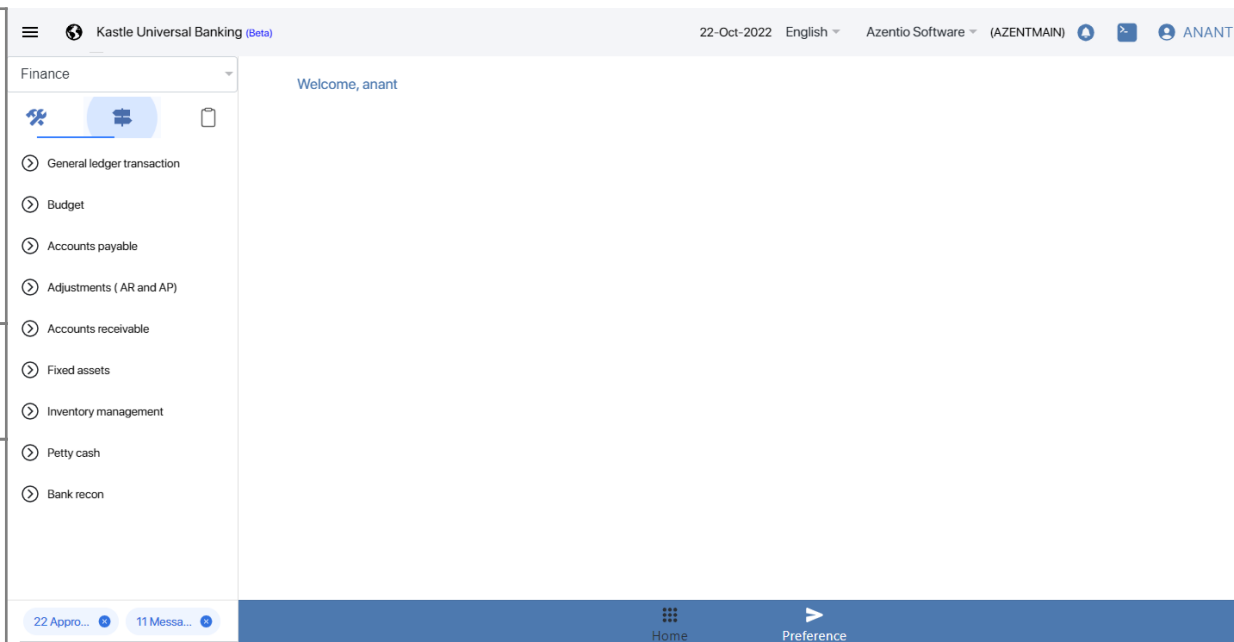 Kastle Universal Banking (Beta)
22-Oct-2022 English Azentio Software (AZENTMAIN) ANANT
Finance
Welcome, anant
General ledger transaction
Budget
Accounts payable
Adjustments ( AR and AP)
Accounts receivable
Fixed assets
Inventory management
Petty cash
Bank recon
22 Appro... 11 Messa...
Home
Preference